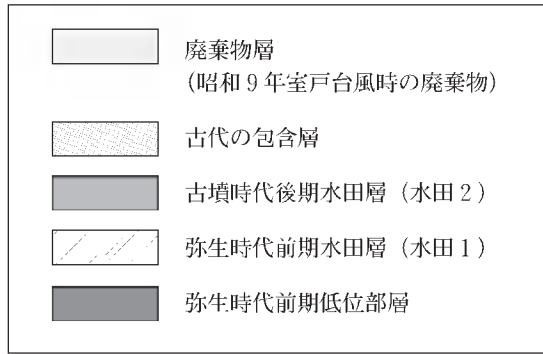 廃棄物層
（昭和9年室戸台風時の廃棄物）
古代の包含層
古墳時代後期水田層（水田2）
弥生時代前期水田層（水田1）
弥生時代前期低位部層